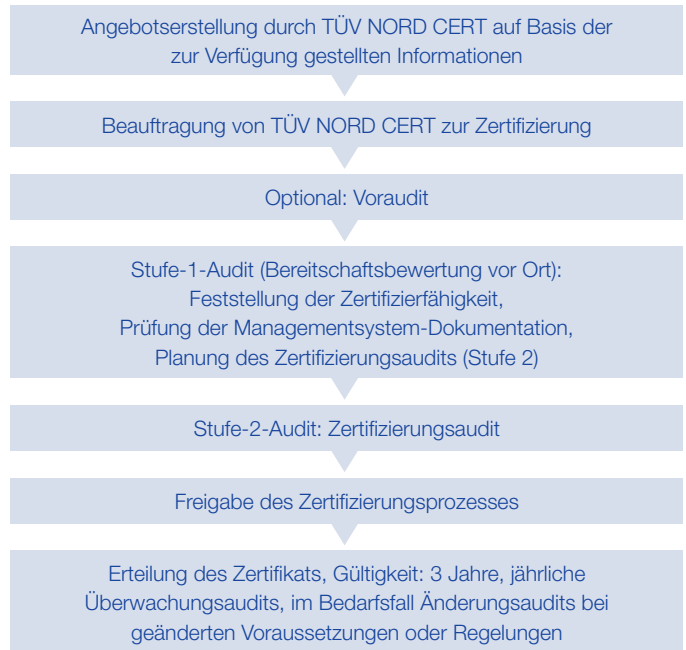 Angebotserstellung durch TÜV NORD CERT auf Basis der
zur Verfügung gestellten Informationen
Beauftragung von TÜV NORD CERT zur Zertifizierung
Optional: Voraudit
Stufe-1-Audit (Bereitschaftsbewertung vor Ort):
Feststellung der Zertifizierfähigkeit,
Prüfung der Managementsystem-Dokumentation,
Planung des Zertifizierungsaudits (Stufe 2)
Stufe-2-Audit: Zertifizierungsaudit
Freigabe des Zertifizierungsprozesses
Erteilung des Zertifikats, Gültigkeit: 3 Jahre, jährliche
Überwachungsaudits, im Bedarfsfall Änderungsaudits bei
geänderten Voraussetzungen oder Regelungen